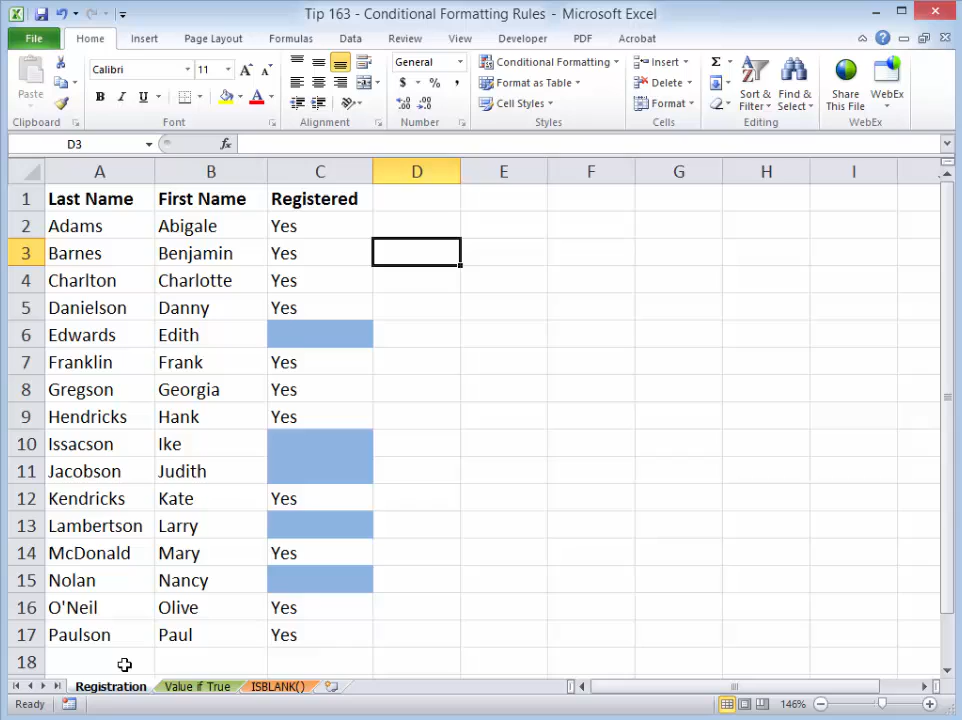 Tip 163 - Conditional Formatting Rules - Microsoft Excel
File Home Insert Page Layout Formulas Data Review View Developer PDF Acrobat
Paste
Calibri 11
B I U
General
$ % ,
Conditional Formatting
Format as Table
Cell Styles
Insert
Delete
Format
Σ
Sort & Filter
Find & Select
Share This File
WebEx
Clipboard Font Alignment Number Styles Cells Editing WebEx
D3 fx
A B C D E F G H I
1 Last Name First Name Registered
2 Adams Abigale Yes
3 Barnes Benjamin Yes
4 Charlton Charlotte Yes
5 Danielson Danny Yes
6 Edwards Edith
7 Franklin Frank Yes
8 Gregson Georgia Yes
9 Hendricks Hank Yes
10 Issacson Ike
11 Jacobson Judith
12 Kendricks Kate Yes
13 Lambertson Larry
14 McDonald Mary Yes
15 Nolan Nancy
16 O'Neil Olive Yes
17 Paulson Paul Yes
18
Registration Value if True ISBLANK()
Ready 146%